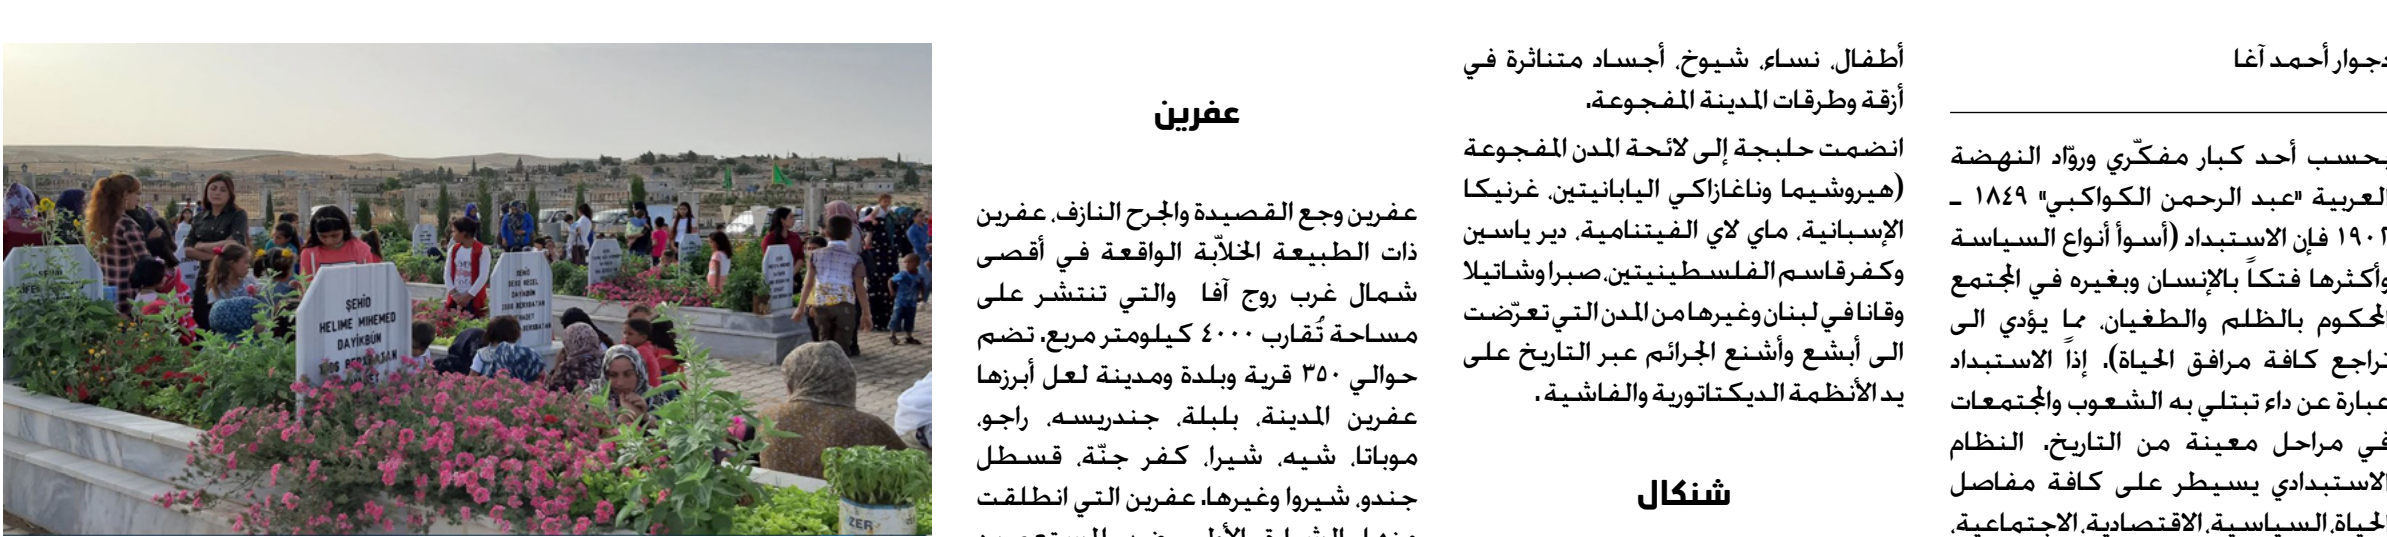 دجوار أحمد آغا
بحسب أحد كبار مفكّري وروّاد النهضة
العربية "عبد الرحمن الكواكبي" ١٨٤٩ ـ
١٩٠٢ فإن الاستبداد (أسوأ أنواع السياسة
وأكثرها فتكاً بالإنسان وبغيره في المجتمع
المحكوم بالظلم والطغيان، مما يؤدي الى
تراجع كافة مرافق الحياة). إذاً الاستبداد
عبارة عن داء تبتلي به الشعوب والمجتمعات
في مراحل معينة من التاريخ. النظام
الاستبدادي يسيطر على كافة مفاصل
الحياة، السياسية، الاقتصادية، الاجتماعية،
أطفال، نساء، شيوخ، أجساد متناثرة في
أزقة وطرقات المدينة المفجوعة.
انضمت حلبجة إلى لائحة المدن المفجوعة
(هيروشيما وناغازاكي اليابانيتين، غرنيكا
الإسبانية، ماي لاي الفيتنامية، دير ياسين
وكفرقاسم الفلسطينيتين، صبرا وشاتيلا
وقانا في لبنان وغيرها من المدن التي تعرّضت
الى أبشع وأشنع الجرائم عبر التاريخ على
يد الأنظمة الديكتاتورية والفاشية .
شنكال
عفرين
عفرين وجع القصيدة والجرح النازف، عفرين
ذات الطبيعة الخلاّبة الواقعة في أقصى
شمال غرب روج آفا والتي تنتشر على
مساحة تُقارب ٤٠٠٠ كيلومتر مربع، تضم
حوالي ٣٥٠ قرية وبلدة ومدينة لعل أبرزها
عفرين المدينة، بلبلة، جندريسه، راجو،
موباتا، شيه، شيرا، كفر جنّة، قسطل
جندو، شيروا وغيرها. عفرين التي انطلقت
ŞEHİD
HELIME MIHEMED
DAYİKBÛN